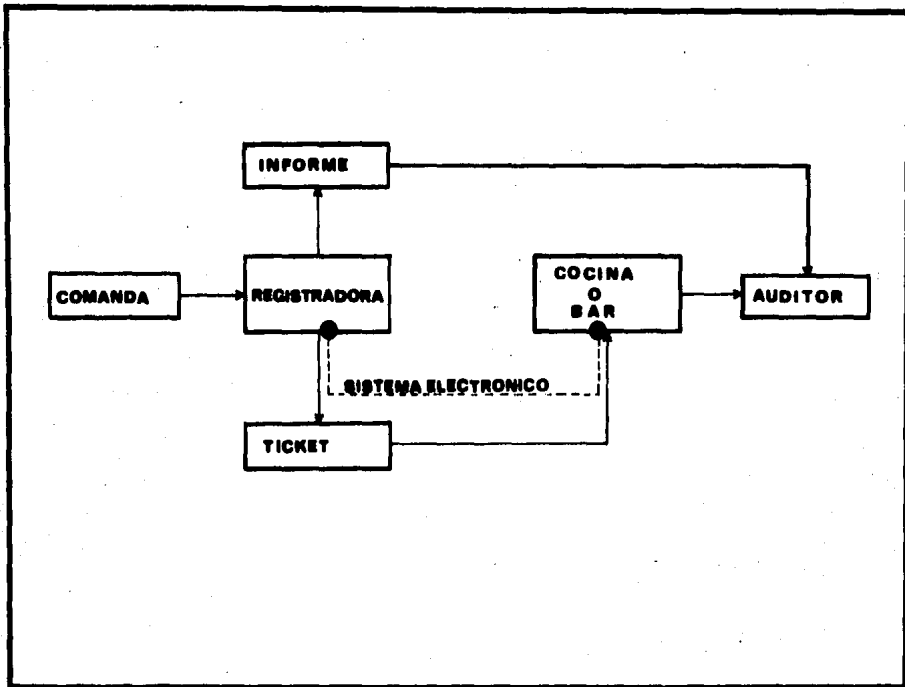 INFORME
COMANDA
REGISTRADORA
COCINA
O
BAR
AUDITOR
SISTEMA ELECTRONICO
TICKET